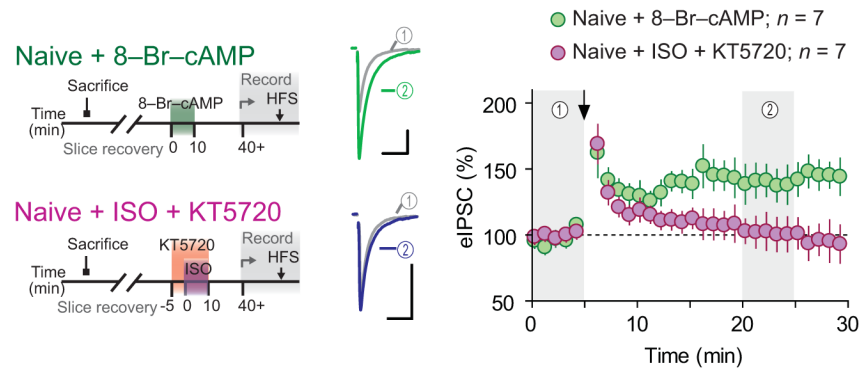 Naive + 8–Br–cAMP
Sacrifice
8–Br–cAMP
Record
HFS
Time
(min)
Slice recovery
0
10
40+
①
②
Naive + ISO + KT5720
Sacrifice
KT5720
ISO
Record
HFS
Time
(min)
Slice recovery
-5
0
10
40+
①
②
Naive + 8–Br–cAMP; n = 7
Naive + ISO + KT5720; n = 7
eIPSC (%)
200
150
100
50
①
②
0
10
20
30
Time (min)